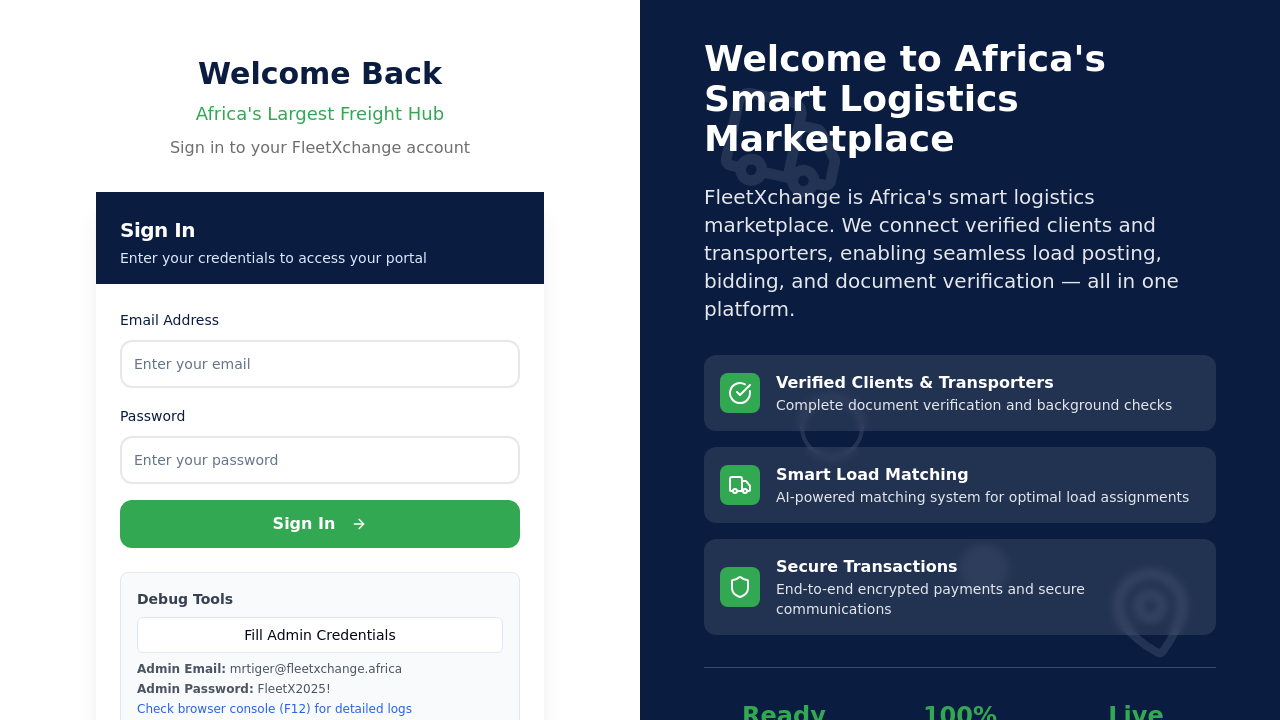 Welcome Back
Africa's Largest Freight Hub
Sign in to your FleetXchange account
Sign In
Enter your credentials to access your portal
Email Address
Enter your email
Password
Enter your password
Sign In
Debug Tools
Fill Admin Credentials
Admin Email: mrtiger@fleetxchange.africa
Admin Password: FleetX2025!
Check browser console (F12) for detailed logs
Welcome to Africa's
Smart Logistics
Marketplace
FleetXchange is Africa's smart logistics
marketplace. We connect verified clients and
transporters, enabling seamless load posting,
bidding, and document verification — all in one
platform.
Verified Clients & Transporters
Complete document verification and background checks
Smart Load Matching
AI-powered matching system for optimal load assignments
Secure Transactions
End-to-end encrypted payments and secure
communications
Ready
100%
Live